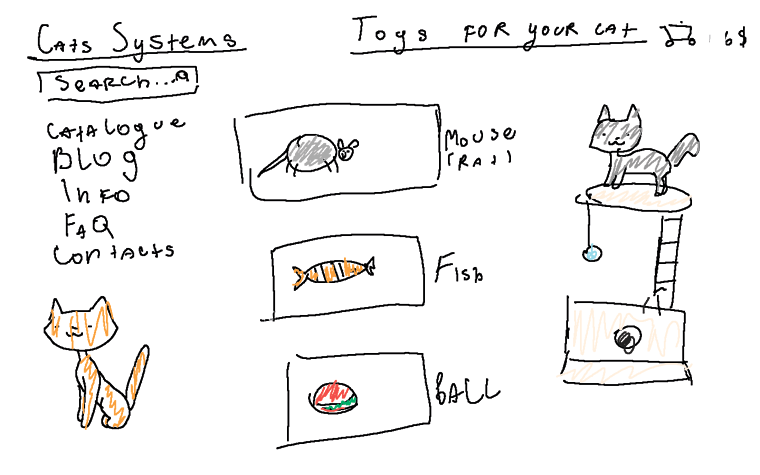 Cats Systems
Toys FOR YOUR CAT
6$
SEARCH...
CATALOGUE
BLOG
INFO
FAQ
CONTACTS
MOUSE
(RAT)
FISh
BALL